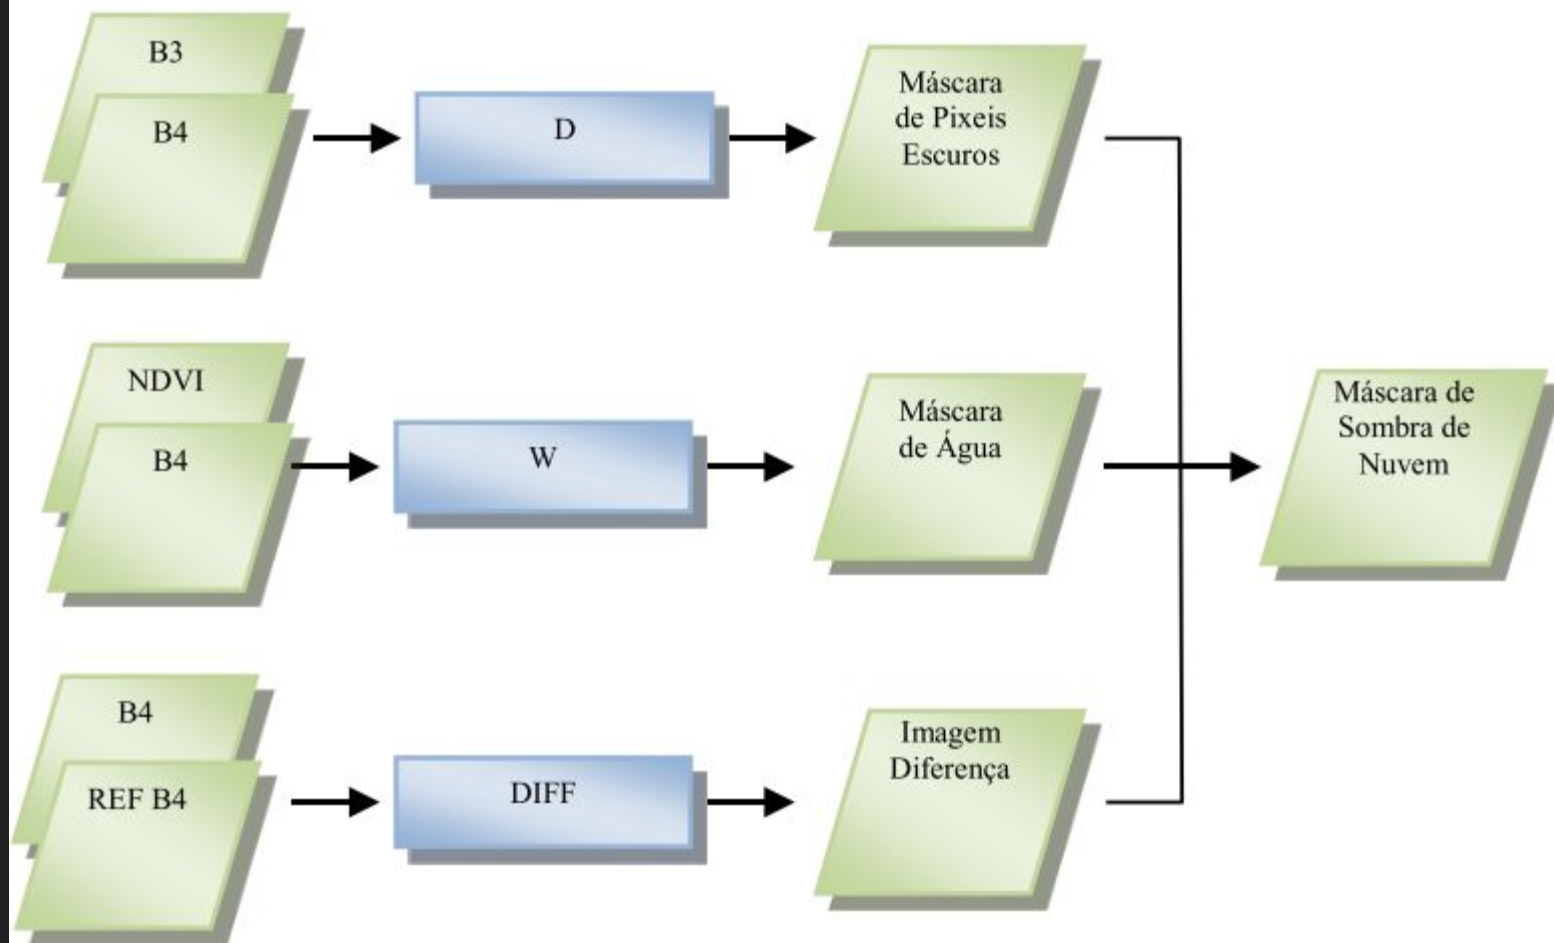 B3
B4
D
Máscara
de Pixeis
Escuros
NDVI
B4
W
Máscara
de Água
Máscara de
Sombra de
Nuvem
B4
REF B4
DIFF
Imagem
Diferença